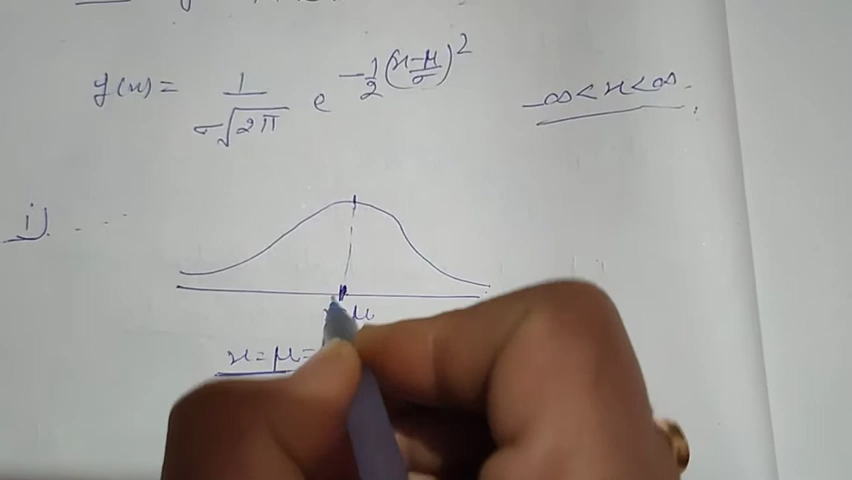 y(x) = 1/(σ√2π) e^(-1/2 (x-μ/σ)^2) -∞ < x < ∞.
i) ...
μ
x = μ =